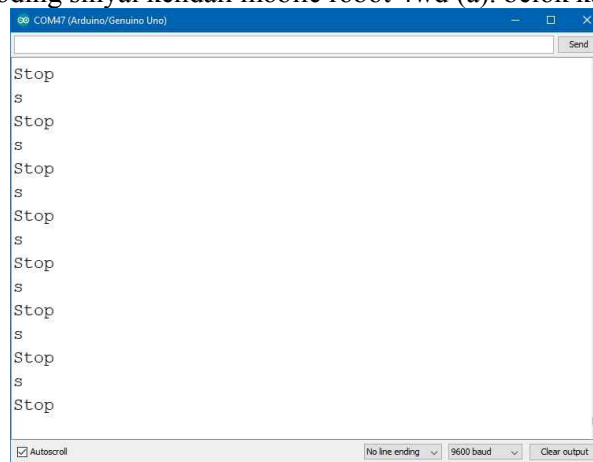 COM47 (Arduino/Genuino Uno)
Send
Stop
s
Stop
s
Stop
s
Stop
s
Stop
s
Stop
s
Stop
s
Stop
Autoscroll
No line ending
9600 baud
Clear output